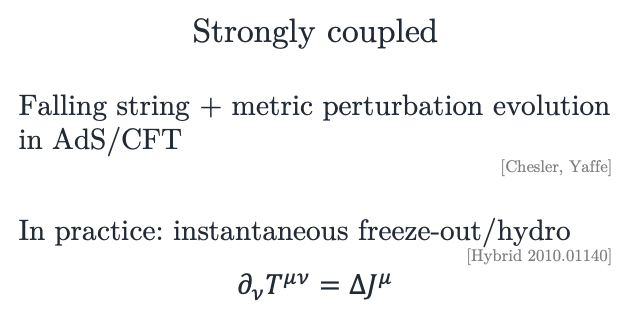 Strongly coupled
Falling string + metric perturbation evolution
in AdS/CFT
[Chesler, Yaffe]
In practice: instantaneous freeze-out/hydro
[Hybrid 2010.01140]
∂_ν T^{μν} = ΔJ^μ